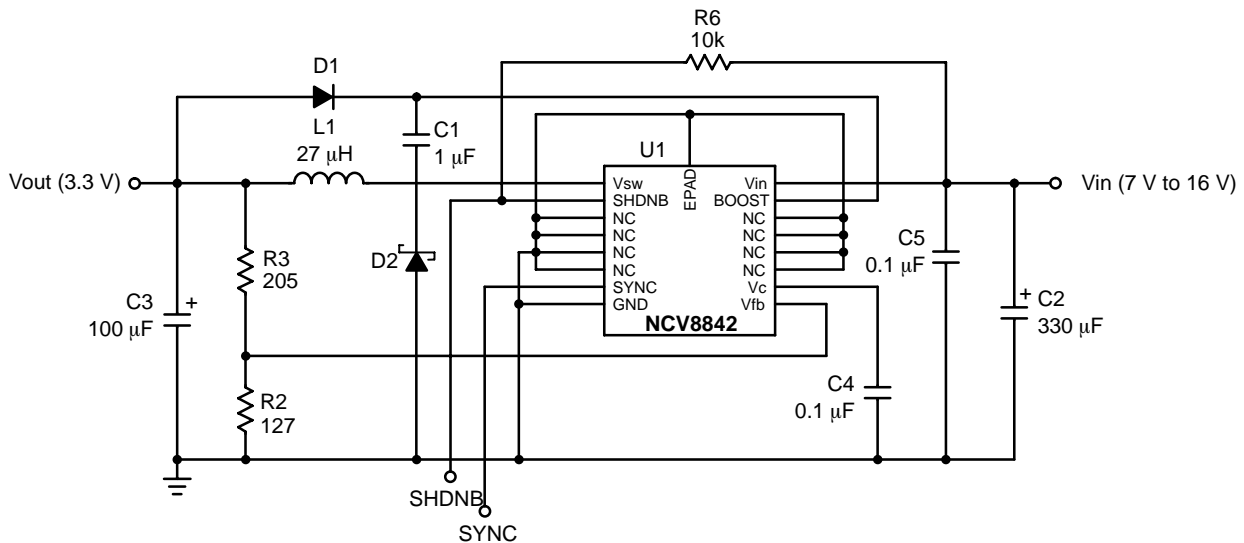 R6
10k
D1
L1
27 μH
C1
1 μF
U1
Vout (3.3 V)
Vin (7 V to 16 V)
Vsw
SHDNB
NC
NC
NC
NC
SYNC
GND
EPAD
Vin
BOOST
NC
NC
NC
NC
Vc
Vfb
NCV8842
D2
R3
205
C3
+
100 μF
R2
127
C5
0.1 μF
+
C2
330 μF
C4
0.1 μF
SHDNB
SYNC